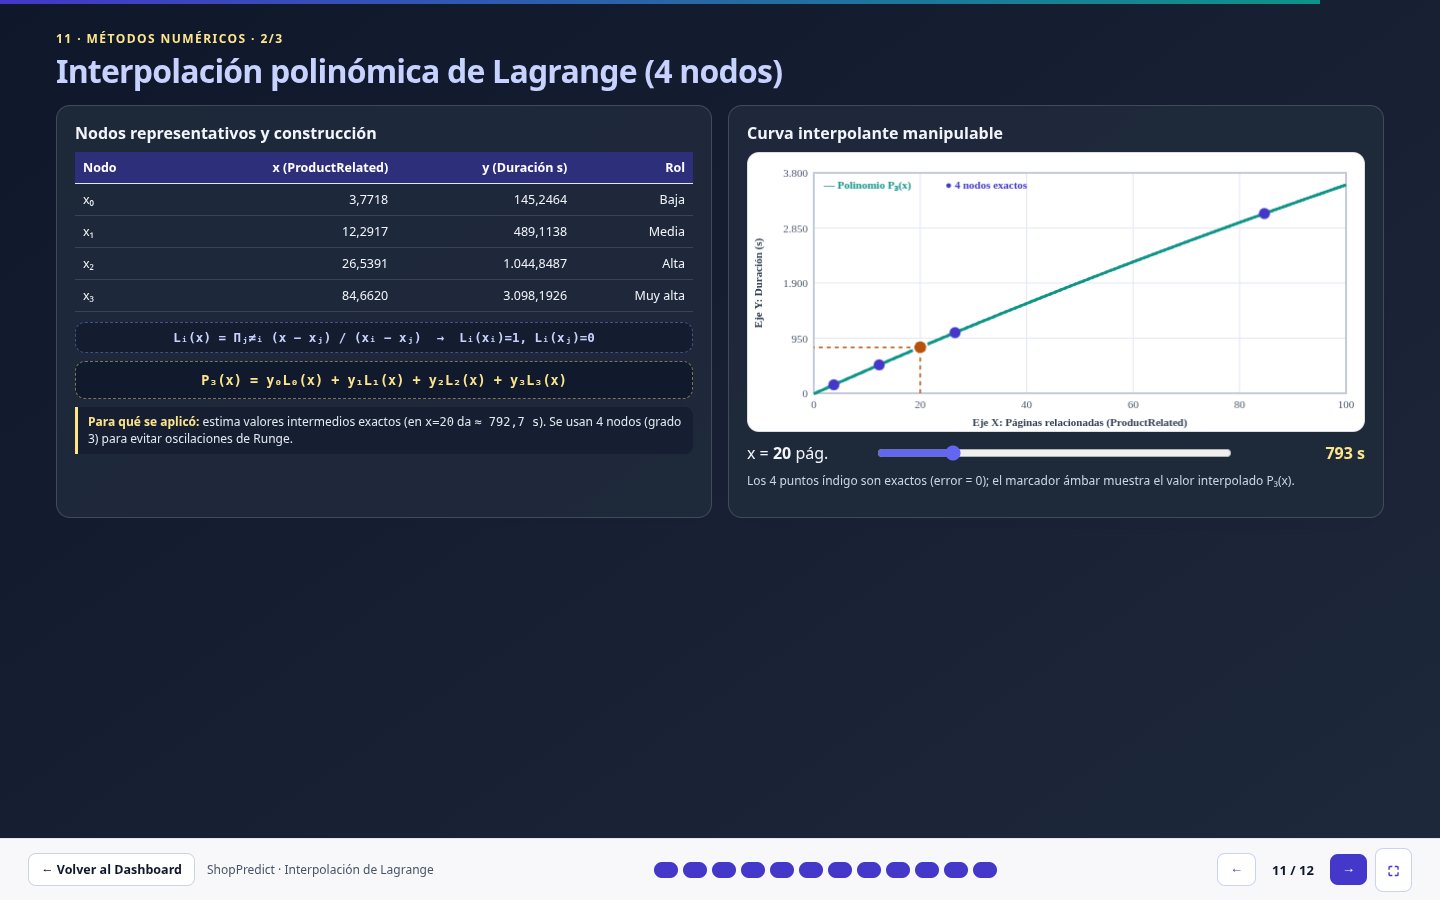 11 · MÉTODOS NUMÉRICOS · 2/3
Interpolación polinómica de Lagrange (4 nodos)
Nodos representativos y construcción
Nodo x (ProductRelated) y (Duración s) Rol
x₀ 3,7718 145,2464 Baja
x₁ 12,2917 489,1138 Media
x₂ 26,5391 1.044,8487 Alta
x₃ 84,6620 3.098,1926 Muy alta
Lᵢ(x) = Πⱼ≠ᵢ (x − xⱼ) / (xᵢ − xⱼ) → Lᵢ(xᵢ)=1, Lᵢ(xⱼ)=0
P₃(x) = y₀L₀(x) + y₁L₁(x) + y₂L₂(x) + y₃L₃(x)
Para qué se aplicó: estima valores intermedios exactos (en x=20 da ≈ 792,7 s). Se usan 4 nodos (grado
3) para evitar oscilaciones de Runge.
Curva interpolante manipulable
— Polinomio P₃(x) ● 4 nodos exactos
3.800
2.850
1.900
950
0
Eje Y: Duración (s)
0 20 40 60 80 100
Eje X: Páginas relacionadas (ProductRelated)
x = 20 pág. 793 s
Los 4 puntos índigo son exactos (error = 0); el marcador ámbar muestra el valor interpolado P₃(x).
← Volver al Dashboard ShopPredict · Interpolación de Lagrange ← 11 / 12 →